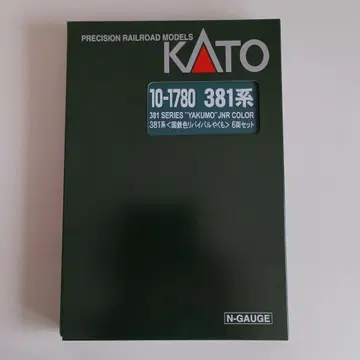 PRECISION RAILROAD MODELS
KATO
10-1780 381系
381 SERIES "YAKUMO" JNR COLOR
381系<国鉄色リバイバルやくも> 6両セット
N-GAUGE